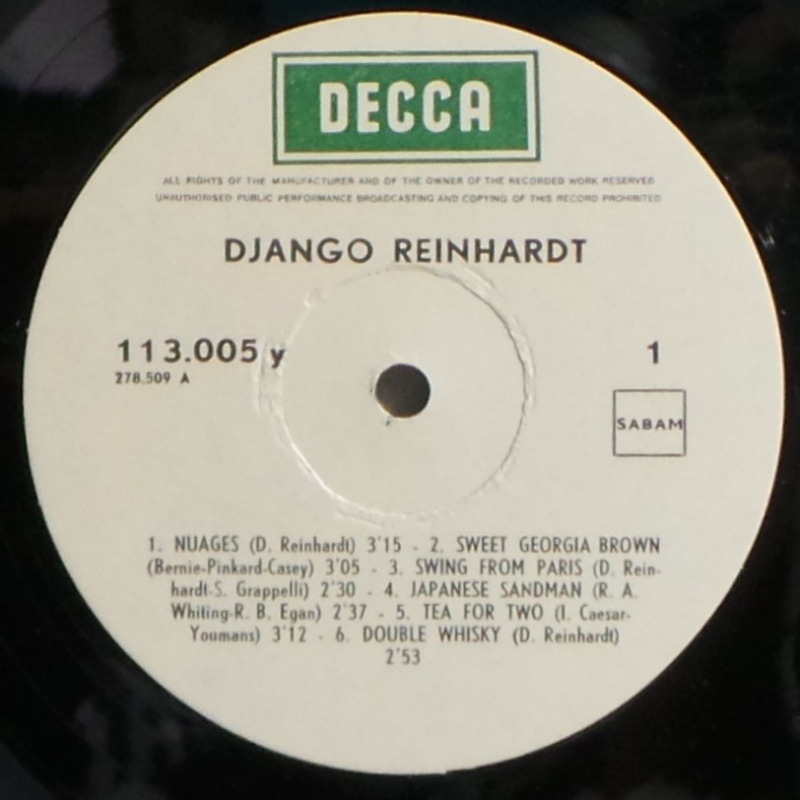 DECCA
ALL RIGHTS OF THE MANUFACTURER AND OF THE OWNER OF THE RECORDED WORK RESERVED
UNAUTHORISED PUBLIC PERFORMANCE BROADCASTING AND COPYING OF THIS RECORD PROHIBITED
DJANGO REINHARDT
113.005 y
278.509 A
1
SABAM
1. NUAGES (D. Reinhardt) 3'15 - 2. SWEET GEORGIA BROWN
(Bernie-Pinkard-Casey) 3'05 - 3. SWING FROM PARIS (D. Rein-
hardt-S. Grappelli) 2'30 - 4. JAPANESE SANDMAN (R. A.
Whiting-R. B. Egan) 2'37 - 5. TEA FOR TWO (I. Caesar-
Youmans) 3'12 - 6. DOUBLE WHISKY (D. Reinhardt)
2'53